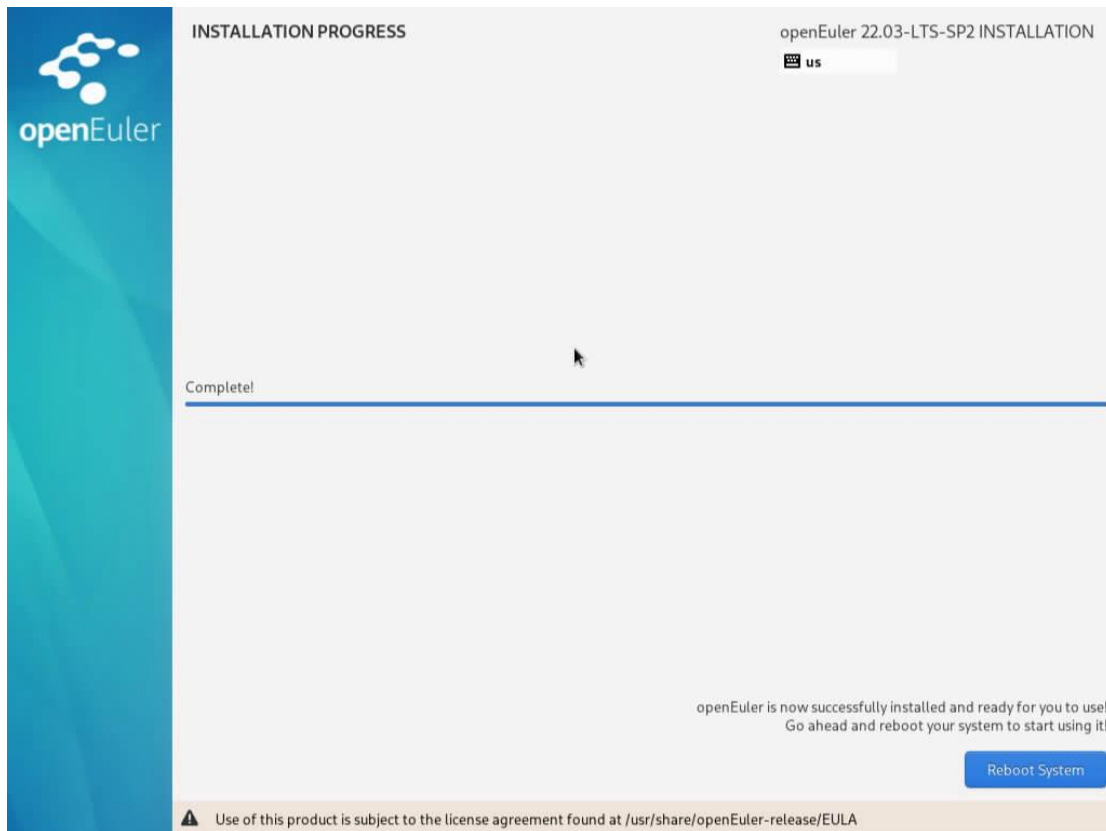 openEuler
INSTALLATION PROGRESS
openEuler 22.03-LTS-SP2 INSTALLATION
us
Complete!
openEuler is now successfully installed and ready for you to use!
Go ahead and reboot your system to start using it!
Reboot System
Use of this product is subject to the license agreement found at /usr/share/openEuler-release/EULA